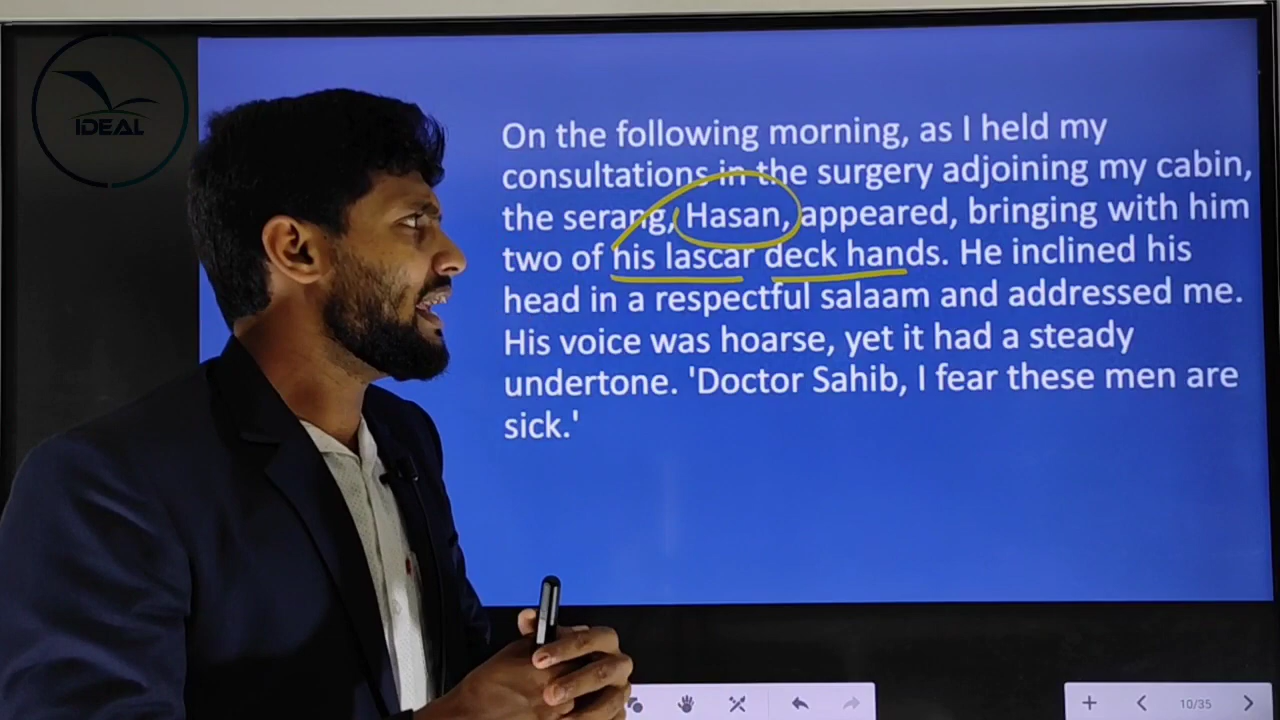 IDEAL
On the following morning, as I held my
consultations in the surgery adjoining my cabin,
the serang, Hasan, appeared, bringing with him
two of his lascar deck hands. He inclined his
head in a respectful salaam and addressed me.
His voice was hoarse, yet it had a steady
undertone. 'Doctor Sahib, I fear these men are
sick.'
10/35